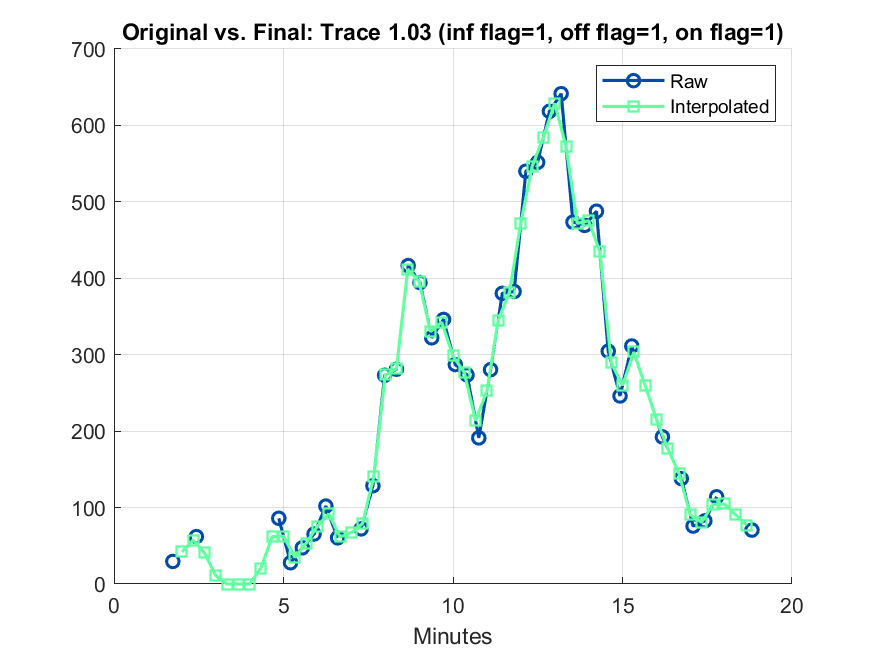 Original vs. Final: Trace 1.03 (inf flag=1, off flag=1, on flag=1)
700
600
500
400
300
200
100
0
Raw
Interpolated
0 5 10 15 20
Minutes